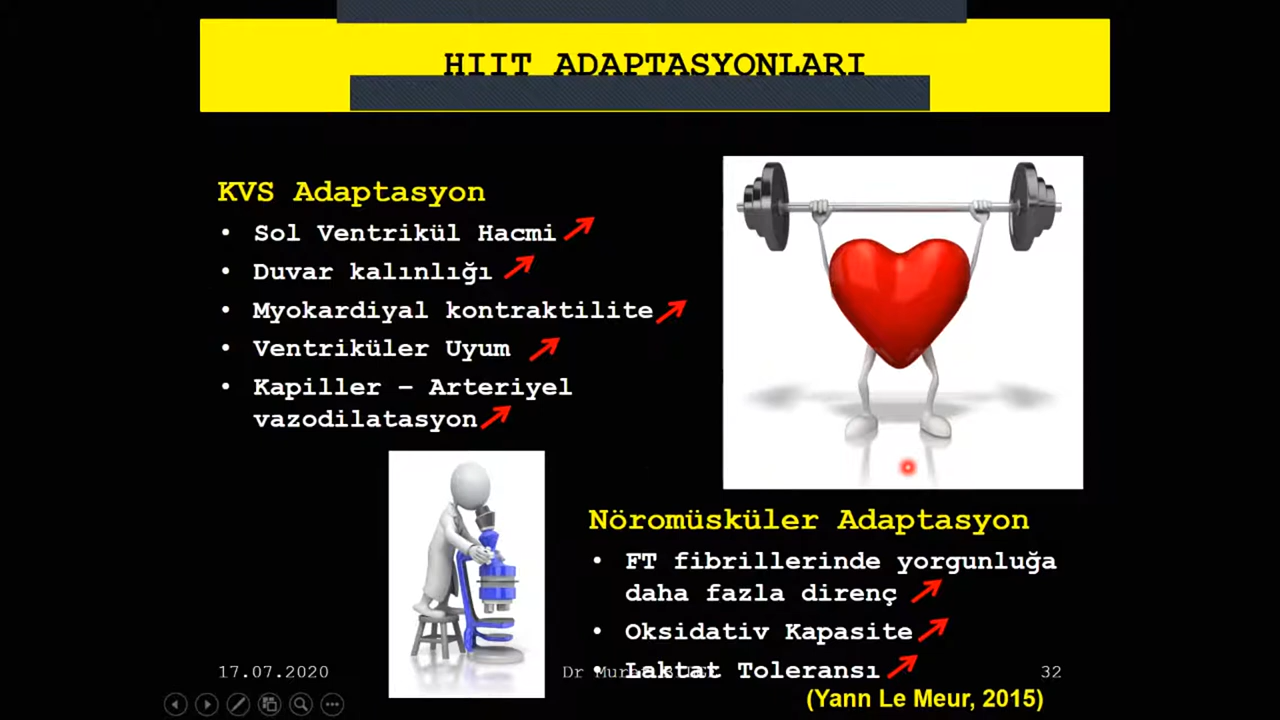 HIIT ADAPTASYONLARI
KVS Adaptasyon
• Sol Ventrikül Hacmi
• Duvar kalınlığı
• Myokardiyal kontraktilite
• Ventriküler Uyum
• Kapiller – Arteriyel
vazodilatasyon
Nöromüsküler Adaptasyon
• FT fibrillerinde yorgunluğa
daha fazla direnç
• Oksidativ Kapasite
• Laktat Toleransı
17.07.2020
Dr
32
(Yann Le Meur, 2015)